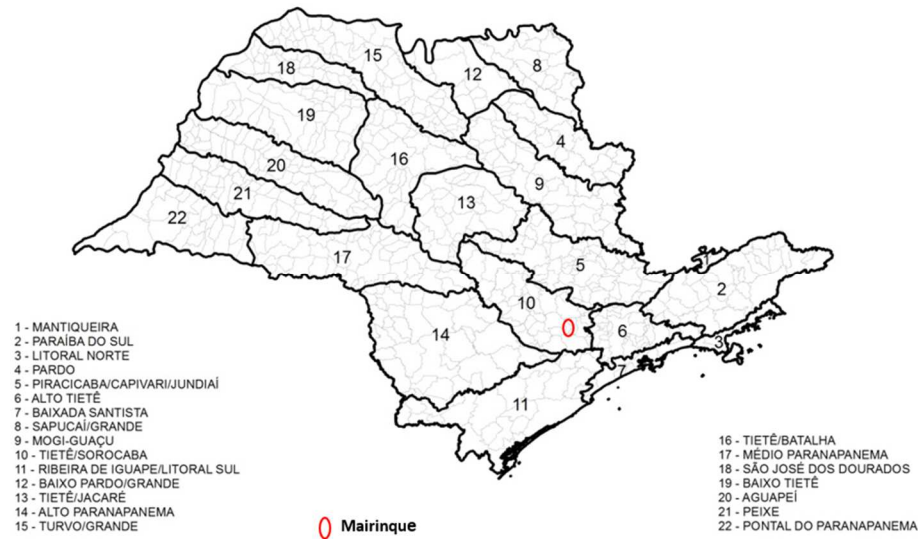 15
18
12
8
19
4
16
20
9
21
13
22
17
5
1
2
10
6
14
3
7
11
1 - MANTIQUEIRA
2 - PARAÍBA DO SUL
3 - LITORAL NORTE
4 - PARDO
5 - PIRACICABA/CAPIVARI/JUNDIAÍ
6 - ALTO TIETÊ
7 - BAIXADA SANTISTA
8 - SAPUCAÍ/GRANDE
9 - MOGI-GUAÇU
10 - TIETÊ/SOROCABA
11 - RIBEIRA DE IGUAPE/LITORAL SUL
12 - BAIXO PARDO/GRANDE
13 - TIETÊ/JACARÉ
14 - ALTO PARANAPANEMA
15 - TURVO/GRANDE
16 - TIETÊ/BATALHA
17 - MÉDIO PARANAPANEMA
18 - SÃO JOSÉ DOS DOURADOS
19 - BAIXO TIETÊ
20 - AGUAPEÍ
21 - PEIXE
22 - PONTAL DO PARANAPANEMA
Mairinque